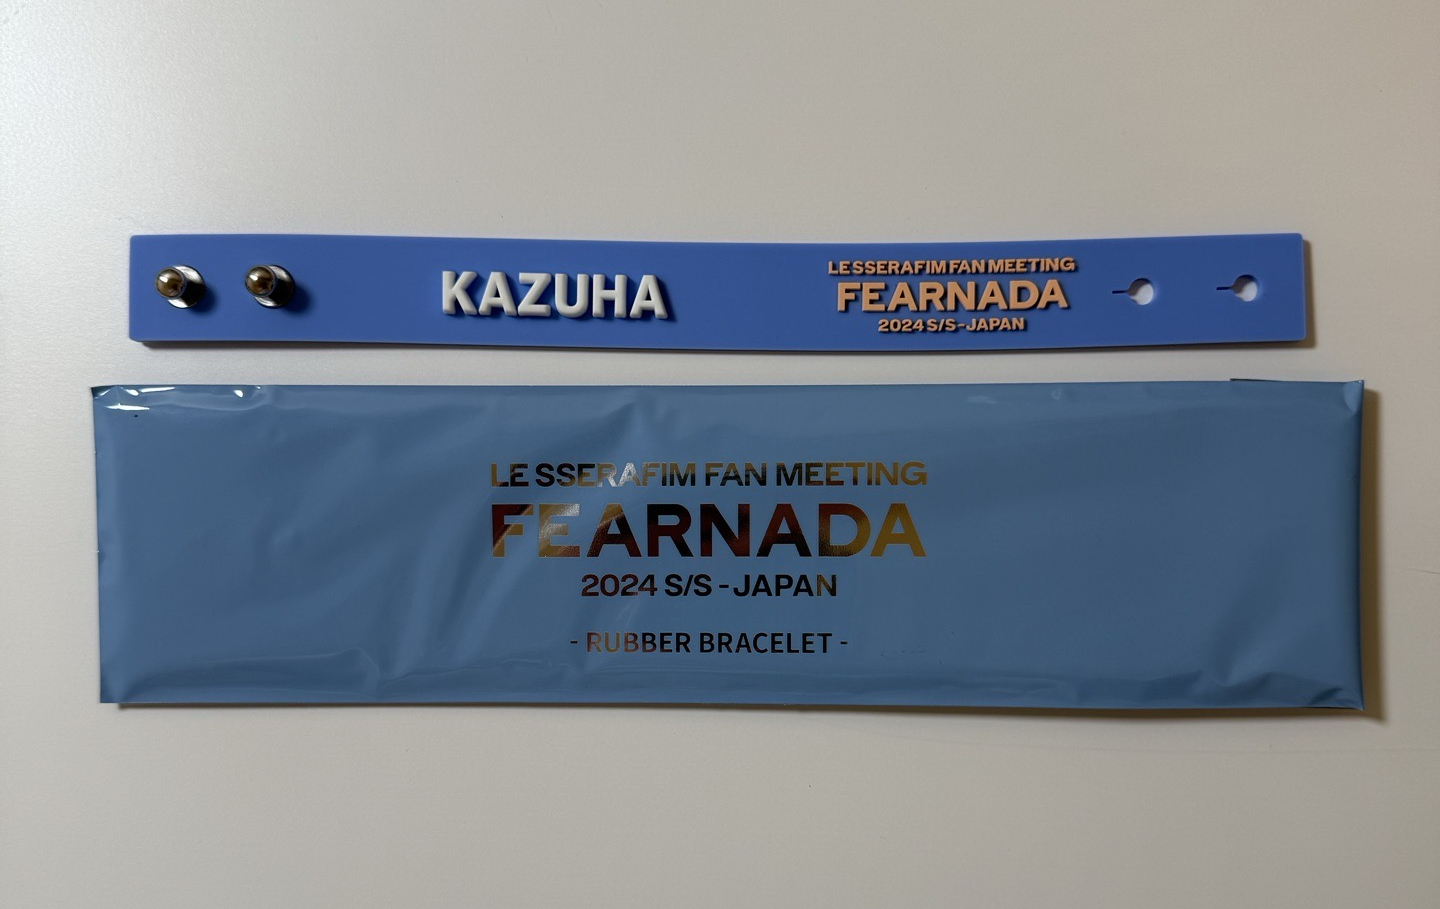 KAZUHA
LE SSERAFIM FAN MEETING
FEARNADA
2024 S/S - JAPAN
LE SSERAFIM FAN MEETING
FEARNADA
2024 S/S - JAPAN
- RUBBER BRACELET -